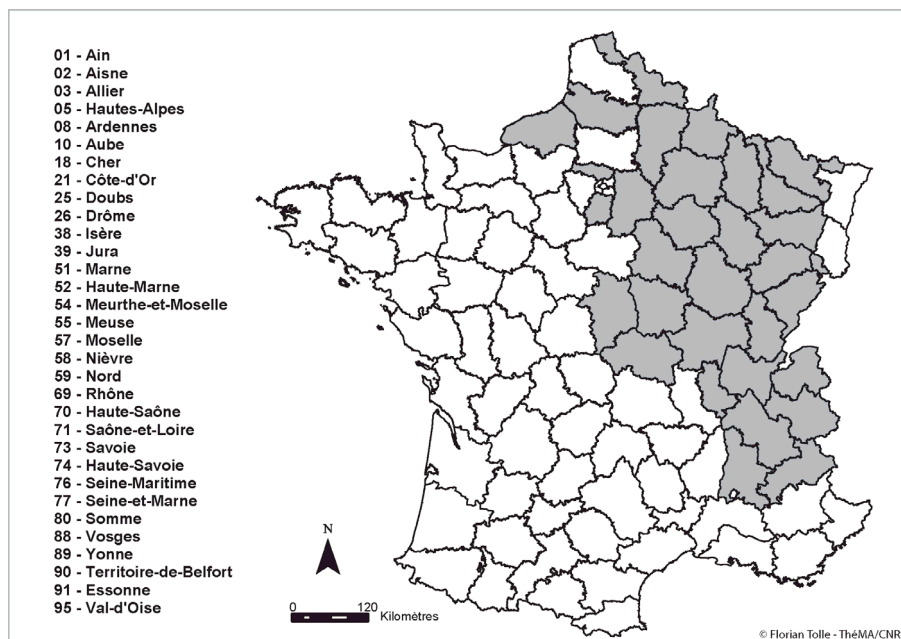 01 - Ain
02 - Aisne
03 - Allier
05 - Hautes-Alpes
08 - Ardennes
10 - Aube
18 - Cher
21 - Côte-d'Or
25 - Doubs
26 - Drôme
38 - Isère
39 - Jura
51 - Marne
52 - Haute-Marne
54 - Meurthe-et-Moselle
55 - Meuse
57 - Moselle
58 - Nièvre
59 - Nord
69 - Rhône
70 - Haute-Saône
71 - Saône-et-Loire
73 - Savoie
74 - Haute-Savoie
76 - Seine-Maritime
77 - Seine-et-Marne
80 - Somme
88 - Vosges
89 - Yonne
90 - Territoire-de-Belfort
91 - Essonne
95 - Val-d'Oise
N
0 120
Kilomètres
© Florian Tolle - ThéMA/CNR